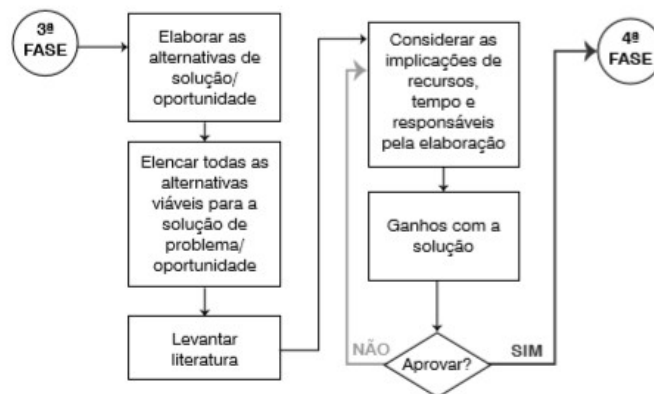 3ª
FASE
Elaborar as
alternativas de
solução/
oportunidade
Elencar todas as
alternativas
viáveis para a
solução de
problema/
oportunidade
Levantar
literatura
Considerar as
implicações de
recursos,
tempo e
responsáveis
pela elaboração
Ganhos com a
solução
Aprovar?
NÃO
SIM
4ª
FASE